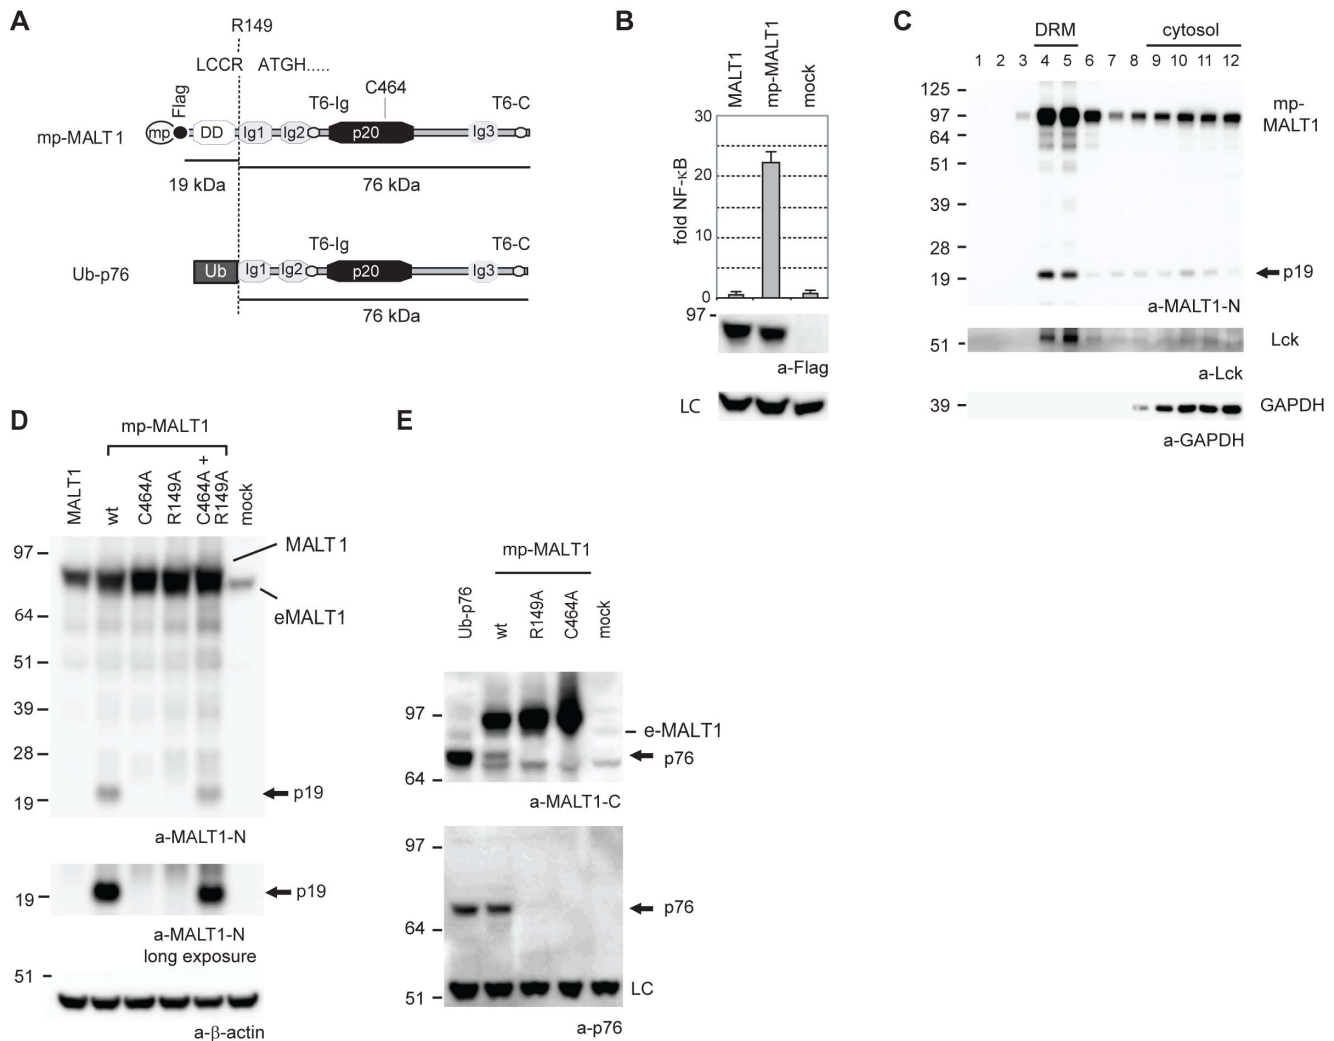 A
R149
LCCR ATGH.....
Flag
C464
T6-Ig
T6-C
mp-MALT1
mp
DD
Ig1
Ig2
p20
Ig3
19 kDa
76 kDa
T6-Ig
T6-C
Ub-p76
Ub
Ig1
Ig2
p20
Ig3
76 kDa
B
MALT1
mp-MALT1
mock
fold NF-κB
30
20
10
0
97
a-Flag
LC
C
DRM
cytosol
1 2 3 4 5 6 7 8 9 10 11 12
125
97
64
51
39
28
19
mp-
MALT1
p19
a-MALT1-N
51
Lck
a-Lck
39
GAPDH
a-GAPDH
D
mp-MALT1
MALT1
wt
C464A
R149A
C464A +
R149A
mock
97
64
51
39
28
19
MALT1
eMALT1
p19
a-MALT1-N
19
p19
a-MALT1-N
long exposure
51
a-β-actin
E
mp-MALT1
Ub-p76
wt
R149A
C464A
mock
97
64
e-MALT1
p76
a-MALT1-C
97
64
51
p76
LC
a-p76